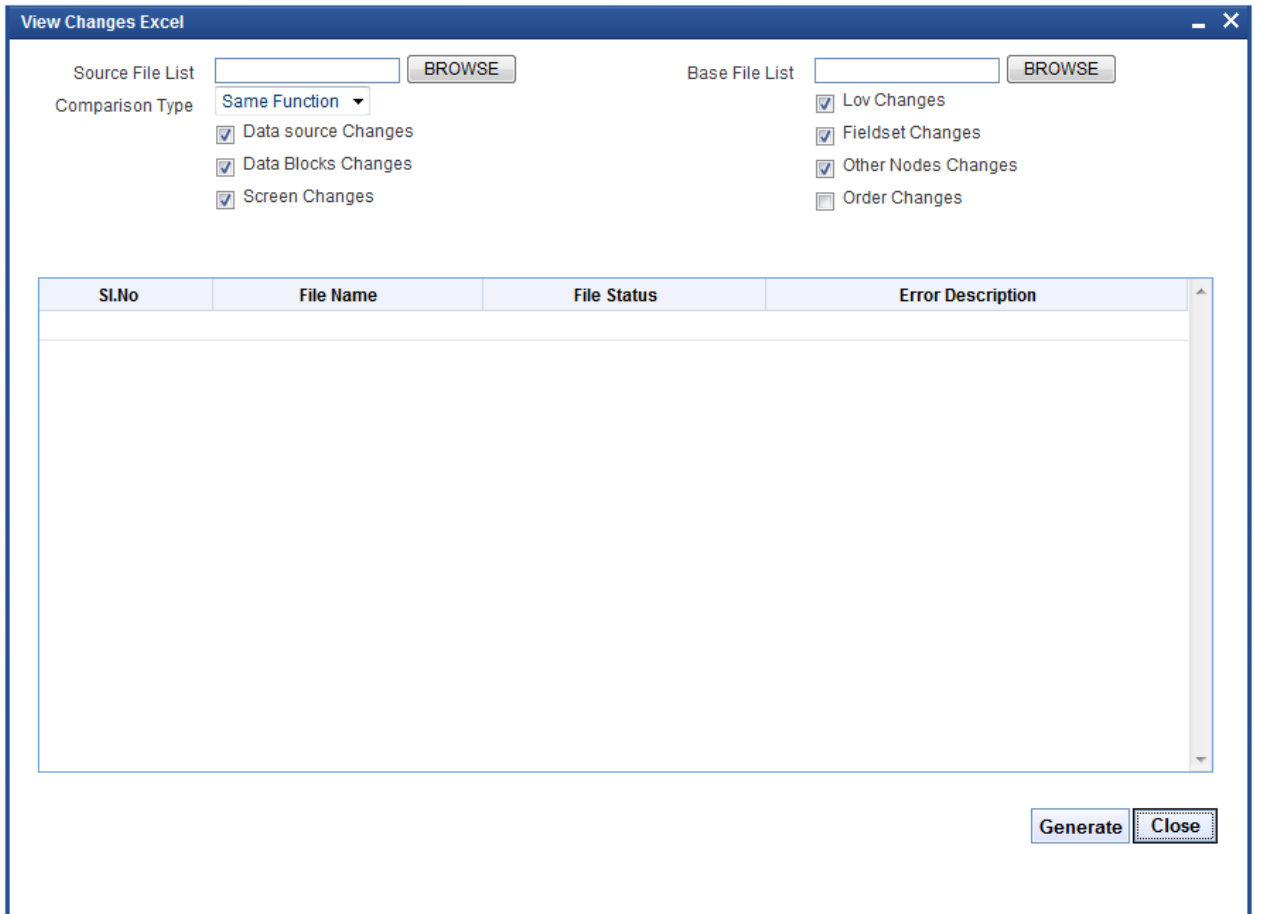 View Changes Excel
Source File List BROWSE Base File List BROWSE
Comparison Type Same Function Lov Changes
Data source Changes Fieldset Changes
Data Blocks Changes Other Nodes Changes
Screen Changes Order Changes
Sl.No File Name File Status Error Description
Generate Close